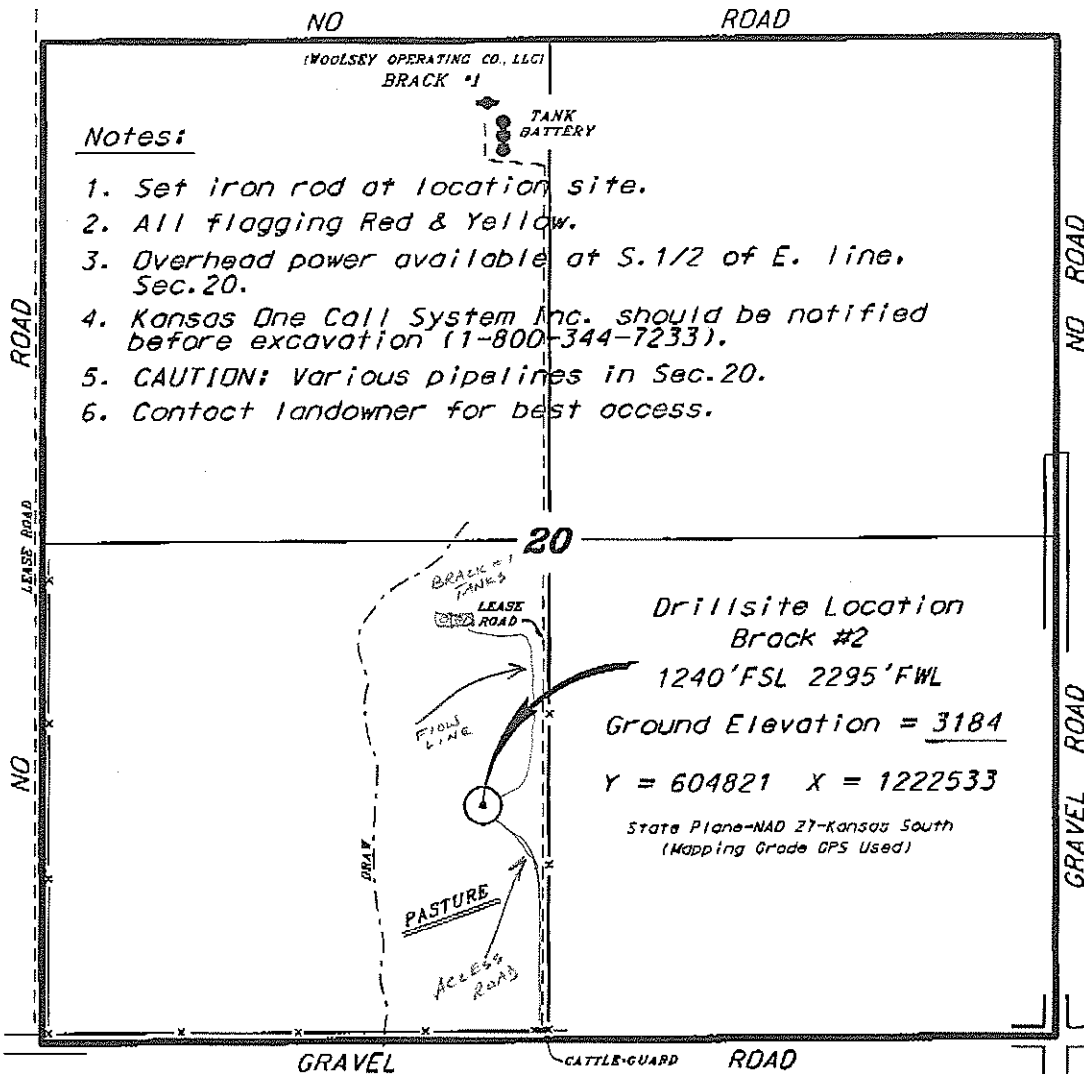 NO ROAD
(WOOLSEY OPERATING CO., LLC)
BRACK #1
TANK
BATTERY
Notes:
1. Set iron rod at location site.
2. All flagging Red & Yellow.
3. Overhead power available at S.1/2 of E. line,
Sec.20.
4. Kansas One Call System Inc. should be notified
before excavation (1-800-344-7233).
5. CAUTION: Various pipelines in Sec.20.
6. Contact landowner for best access.
NO ROAD
LEASE ROAD
NO ROAD
20
BRACK #1
TANKS
LEASE
ROAD
Drillsite Location
Brack #2
1240'FSL 2295'FWL
Ground Elevation = 3184
Y = 604821 X = 1222533
State Plane-NAD 27-Kansas South
(Mapping Grade GPS Used)
FLOW
LINE
DRAW
PASTURE
ACCESS
ROAD
GRAVEL ROAD
GRAVEL ROAD
CATTLE-GUARD